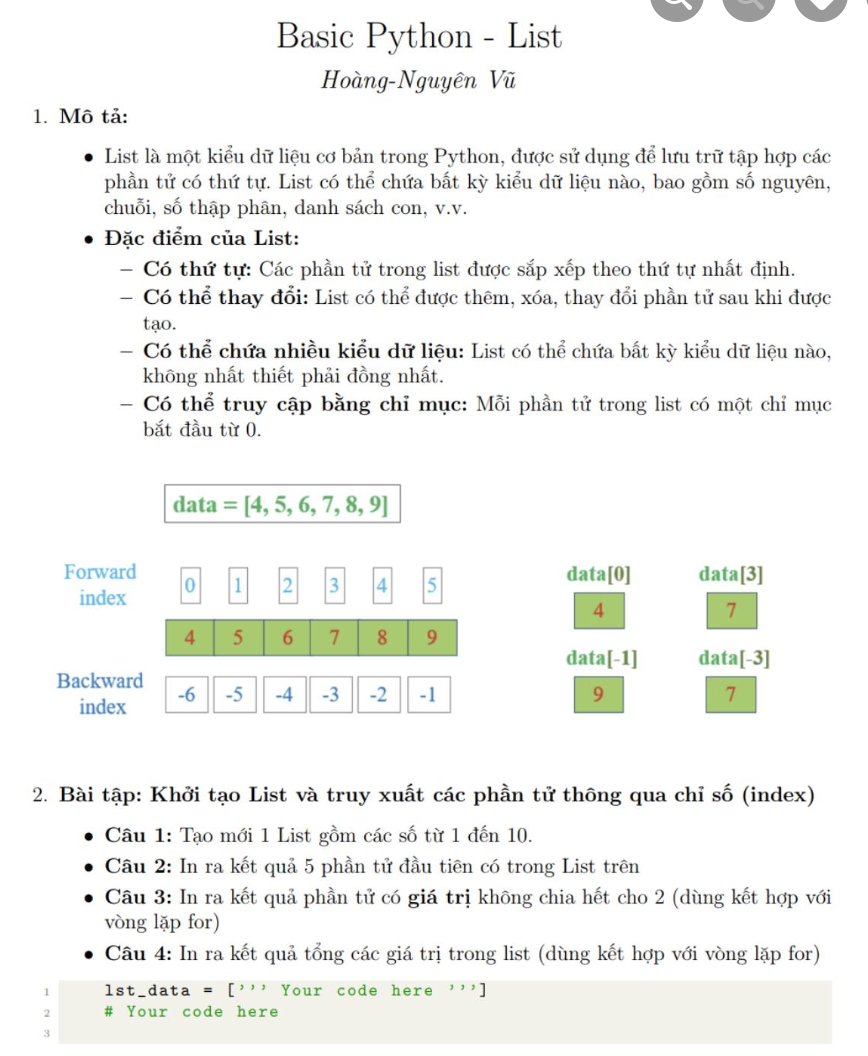 Basic Python - List
Hoàng-Nguyên Vũ
1. Mô tả:
• List là một kiểu dữ liệu cơ bản trong Python, được sử dụng để lưu trữ tập hợp các
phần tử có thứ tự. List có thể chứa bất kỳ kiểu dữ liệu nào, bao gồm số nguyên,
chuỗi, số thập phân, danh sách con, v.v.
• Đặc điểm của List:
– Có thứ tự: Các phần tử trong list được sắp xếp theo thứ tự nhất định.
– Có thể thay đổi: List có thể được thêm, xóa, thay đổi phần tử sau khi được
tạo.
– Có thể chứa nhiều kiểu dữ liệu: List có thể chứa bất kỳ kiểu dữ liệu nào,
không nhất thiết phải đồng nhất.
– Có thể truy cập bằng chỉ mục: Mỗi phần tử trong list có một chỉ mục
bắt đầu từ 0.
data = [4, 5, 6, 7, 8, 9]
Forward
index
0 1 2 3 4 5
4 5 6 7 8 9
Backward
index
-6 -5 -4 -3 -2 -1
data[0] data[3]
4 7
data[-1] data[-3]
9 7
2. Bài tập: Khởi tạo List và truy xuất các phần tử thông qua chỉ số (index)
• Câu 1: Tạo mới 1 List gồm các số từ 1 đến 10.
• Câu 2: In ra kết quả 5 phần tử đầu tiên có trong List trên
• Câu 3: In ra kết quả phần tử có giá trị không chia hết cho 2 (dùng kết hợp với
vòng lặp for)
• Câu 4: In ra kết quả tổng các giá trị trong list (dùng kết hợp với vòng lặp for)
1 lst_data = [''' Your code here ''']
2 # Your code here
3